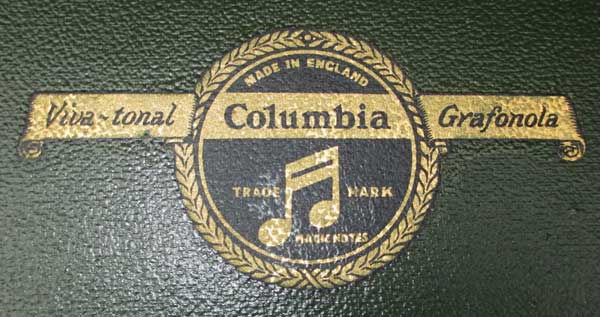 MADE IN ENGLAND
Viva-tonal Columbia Grafonola
TRADE MARK
MAGIC NOTES